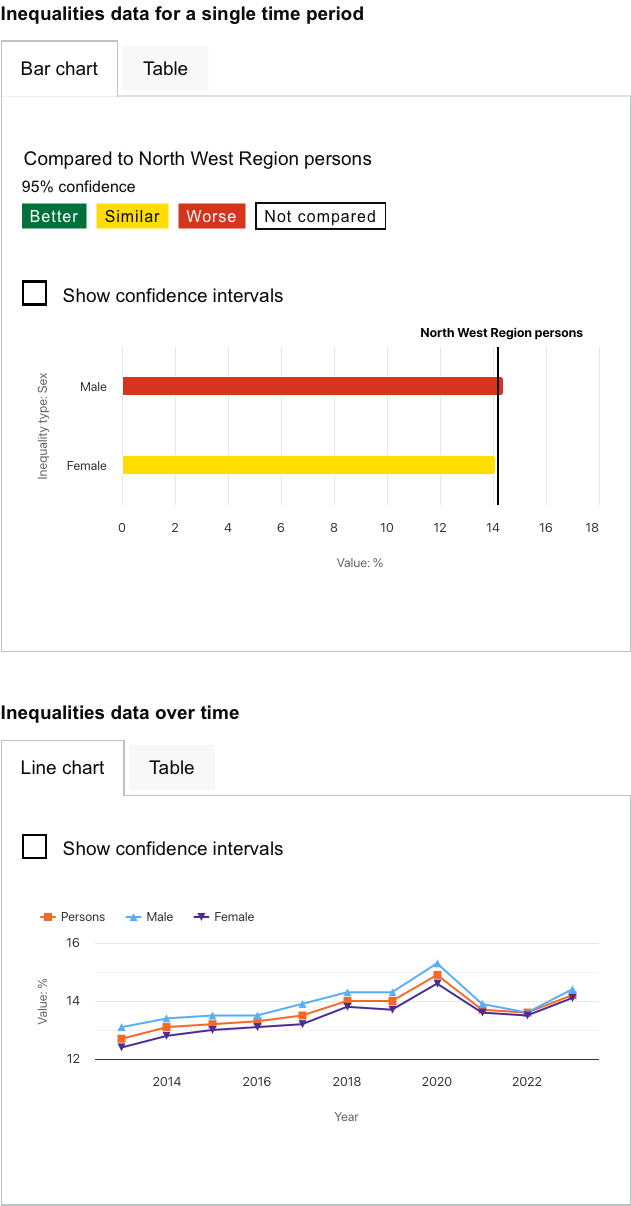 Inequalities data for a single time period
Bar chart
Table
Compared to North West Region persons
95% confidence
Better
Similar
Worse
Not compared
Show confidence intervals
North West Region persons
Inequality type: Sex
Male
Female
0 2 4 6 8 10 12 14 16 18
Value: %
Inequalities data over time
Line chart
Table
Show confidence intervals
Persons Male Female
Value: %
16
14
12
2014 2016 2018 2020 2022
Year